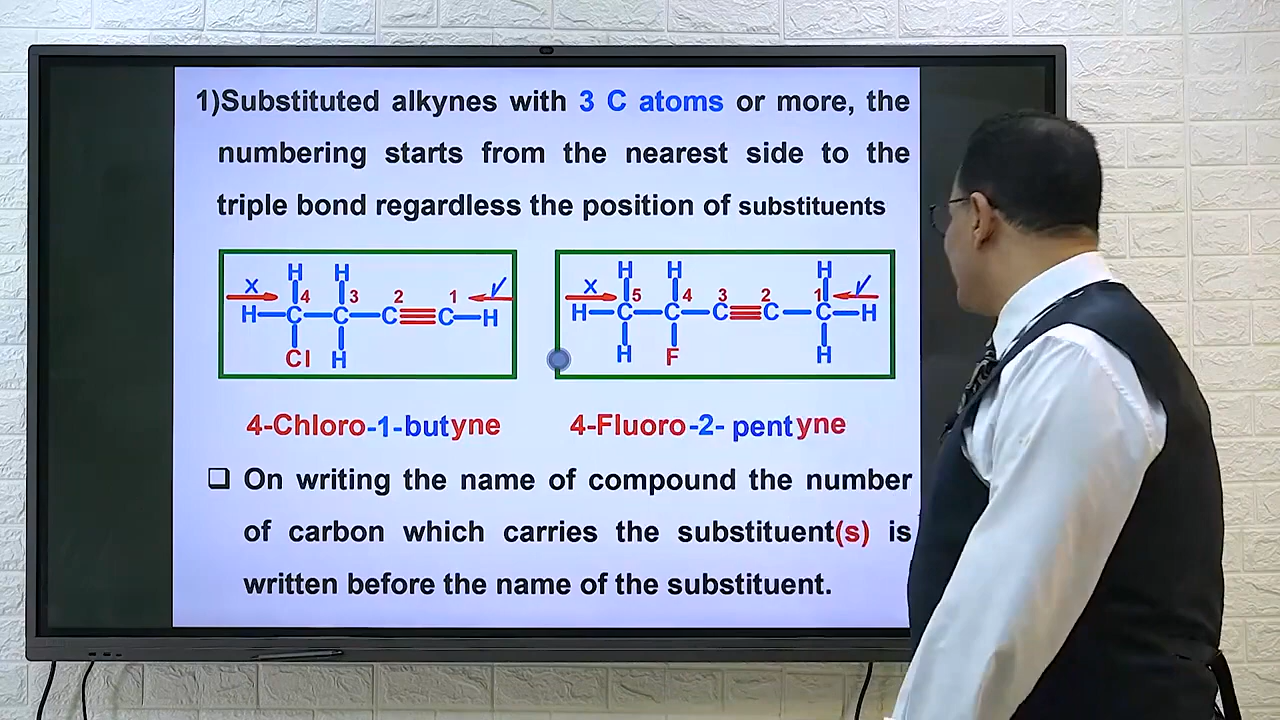 1)Substituted alkynes with 3 C atoms or more, the
numbering starts from the nearest side to the
triple bond regardless the position of substituents
H H
x 4 3 2 1 ✓
H—C—C—C≡C—H
Cl H
H H H
x 5 4 3 2 1 ✓
H—C—C—C≡C—C—H
H F H
4-Chloro-1-butyne
4-Fluoro-2- pentyne
❑ On writing the name of compound the number
of carbon which carries the substituent(s) is
written before the name of the substituent.